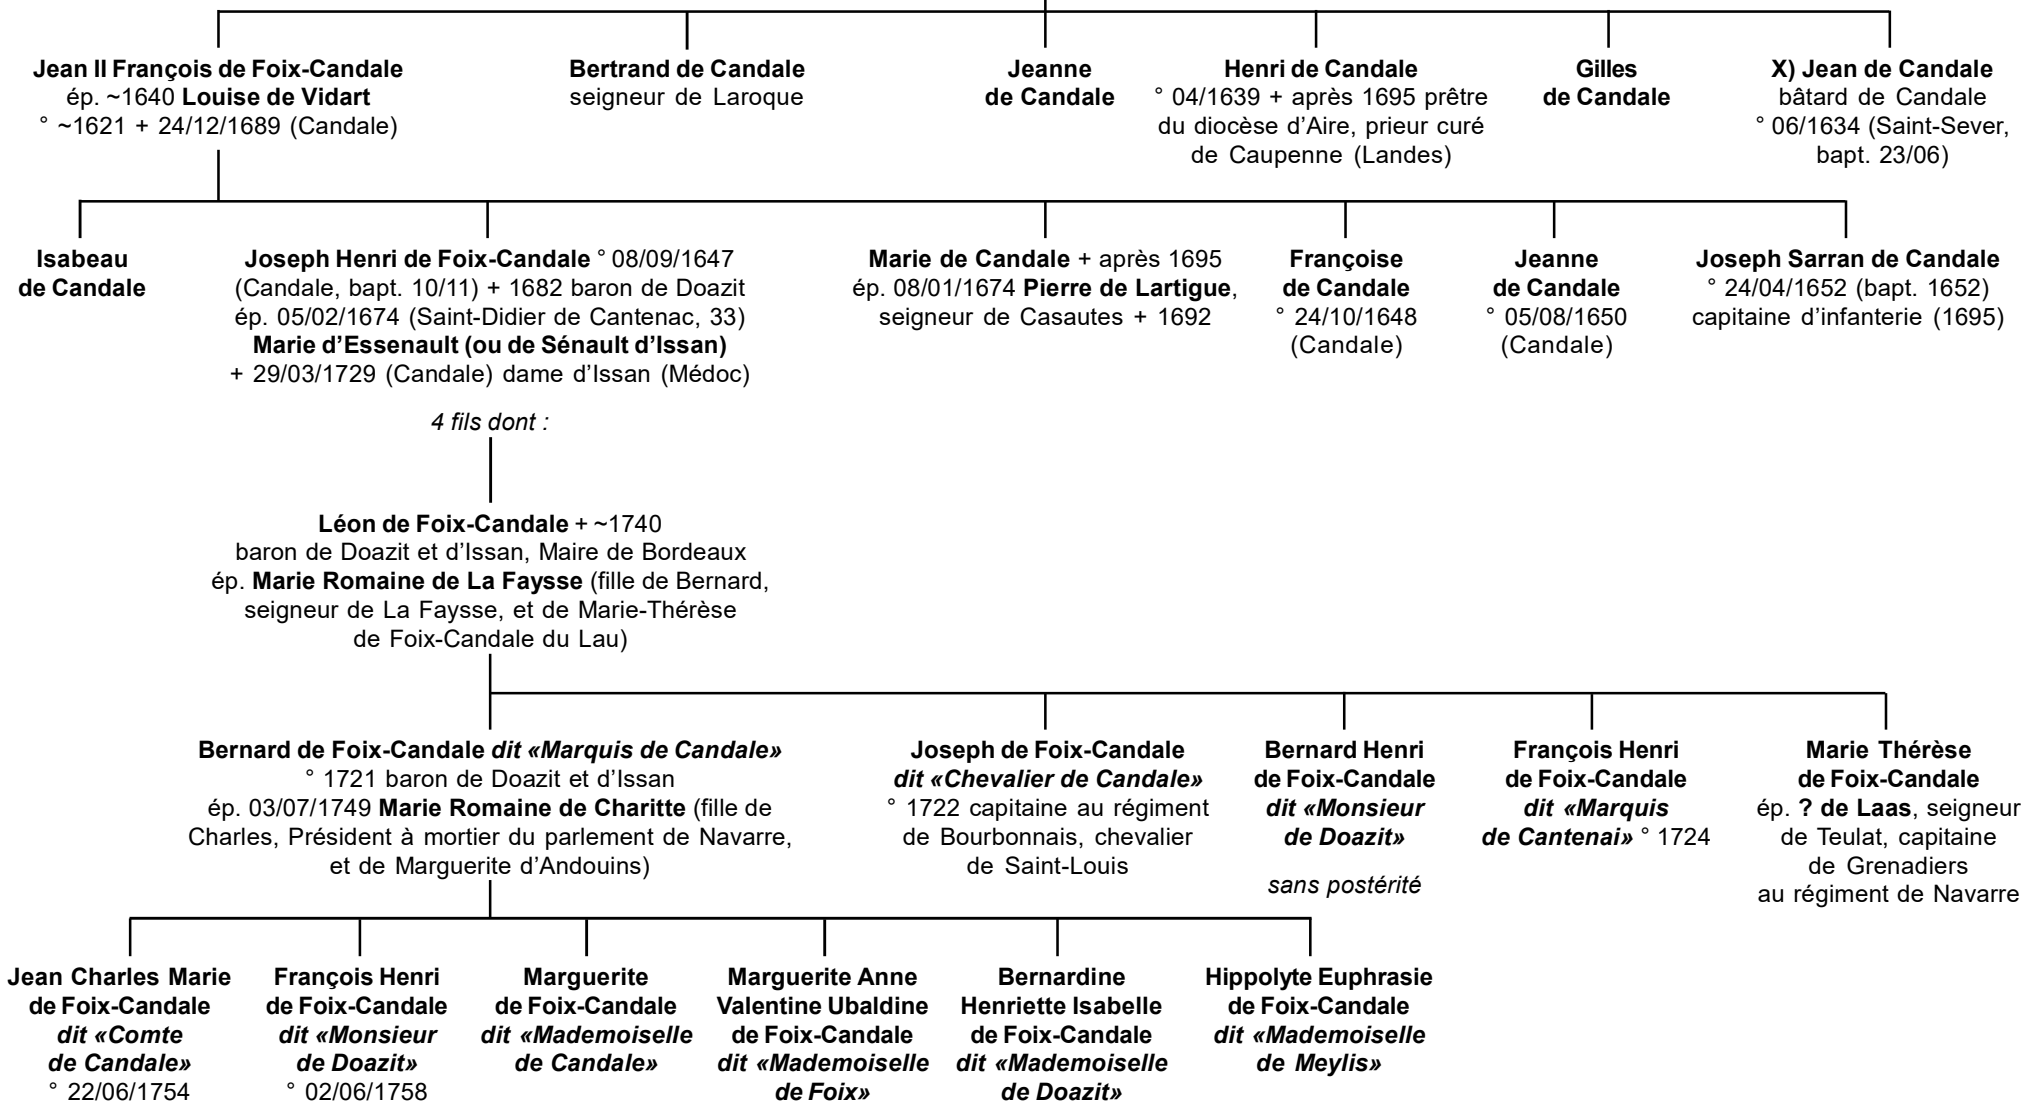 Jean II François de Foix-Candale
ép. ~1640 Louise de Vidart
° ~1621 + 24/12/1689 (Candale)
Bertrand de Candale
seigneur de Laroque
Jeanne
de Candale
Henri de Candale
° 04/1639 + après 1695 prêtre
du diocèse d’Aire, prieur curé
de Caupenne (Landes)
Gilles
de Candale
X) Jean de Candale
bâtard de Candale
° 06/1634 (Saint-Sever,
bapt. 23/06)
Isabeau
de Candale
Joseph Henri de Foix-Candale ° 08/09/1647
(Candale, bapt. 10/11) + 1682 baron de Doazit
ép. 05/02/1674 (Saint-Didier de Cantenac, 33)
Marie d’Essenault (ou de Sénault d’Issan)
+ 29/03/1729 (Candale) dame d’Issan (Médoc)
Marie de Candale + après 1695
ép. 08/01/1674 Pierre de Lartigue,
seigneur de Casautes + 1692
Françoise
de Candale
° 24/10/1648
(Candale)
Jeanne
de Candale
° 05/08/1650
(Candale)
Joseph Sarran de Candale
° 24/04/1652 (bapt. 1652)
capitaine d’infanterie (1695)
4 fils dont :
Léon de Foix-Candale + ~1740
baron de Doazit et d’Issan, Maire de Bordeaux
ép. Marie Romaine de La Faysse (fille de Bernard,
seigneur de La Faysse, et de Marie-Thérèse
de Foix-Candale du Lau)
Bernard de Foix-Candale dit «Marquis de Candale»
° 1721 baron de Doazit et d’Issan
ép. 03/07/1749 Marie Romaine de Charitte (fille de
Charles, Président à mortier du parlement de Navarre,
et de Marguerite d’Andouins)
Joseph de Foix-Candale
dit «Chevalier de Candale»
° 1722 capitaine au régiment
de Bourbonnais, chevalier
de Saint-Louis
Bernard Henri
de Foix-Candale
dit «Monsieur
de Doazit»
sans postérité
François Henri
de Foix-Candale
dit «Marquis
de Cantenai» ° 1724
Marie Thérèse
de Foix-Candale
ép. ? de Laas, seigneur
de Teulat, capitaine
de Grenadiers
au régiment de Navarre
Jean Charles Marie
de Foix-Candale
dit «Comte
de Candale»
° 22/06/1754
François Henri
de Foix-Candale
dit «Monsieur
de Doazit»
° 02/06/1758
Marguerite
de Foix-Candale
dit «Mademoiselle
de Candale»
Marguerite Anne
Valentine Ubaldine
de Foix-Candale
dit «Mademoiselle
de Foix»
Bernardine
Henriette Isabelle
de Foix-Candale
dit «Mademoiselle
de Doazit»
Hippolyte Euphrasie
de Foix-Candale
dit «Mademoiselle
de Meylis»